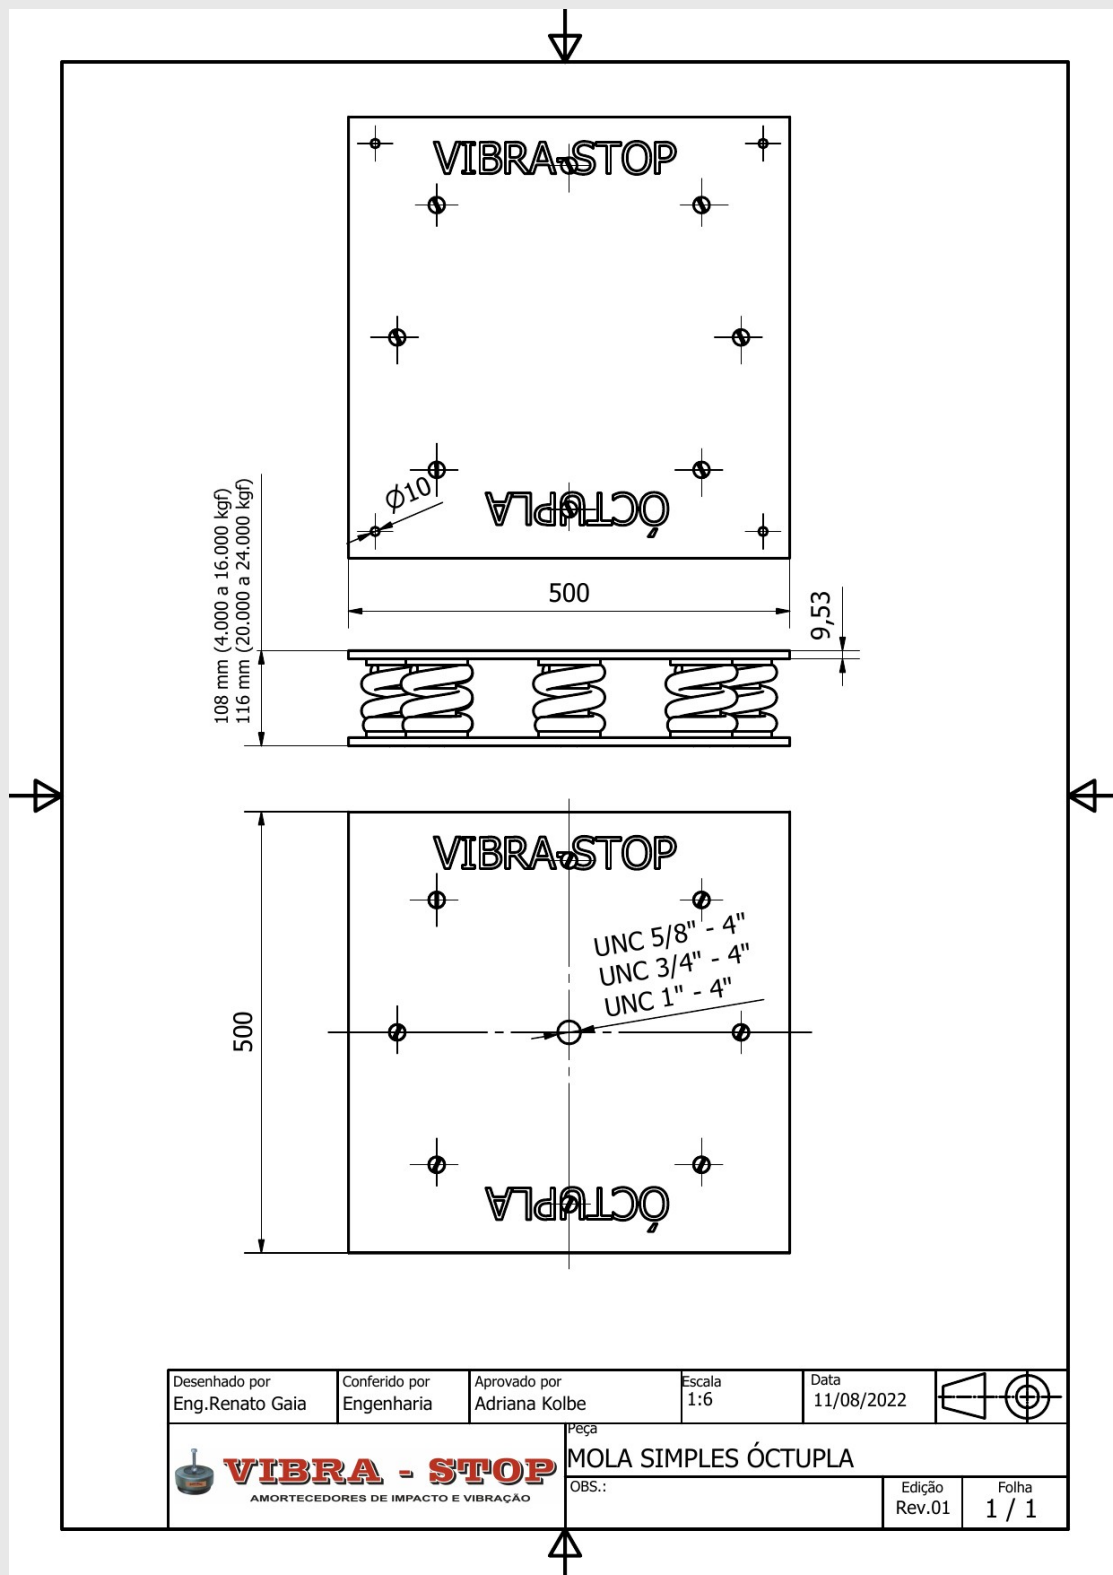 VIBRA-STOP
Ø10
ÓCTUPLA
108 mm (4.000 a 16.000 kgf)
116 mm (20.000 a 24.000 kgf)
500
9,53
VIBRA-STOP
UNC 5/8" - 4"
UNC 3/4" - 4"
UNC 1" - 4"
500
ÓCTUPLA
Desenhado por
Eng.Renato Gaia
Conferido por
Engenharia
Aprovado por
Adriana Kolbe
Escala
1:6
Data
11/08/2022
VIBRA - STOP
AMORTECEDORES DE IMPACTO E VIBRAÇÃO
Peça
MOLA SIMPLES ÓCTUPLA
OBS.:
Edição
Rev.01
Folha
1 / 1